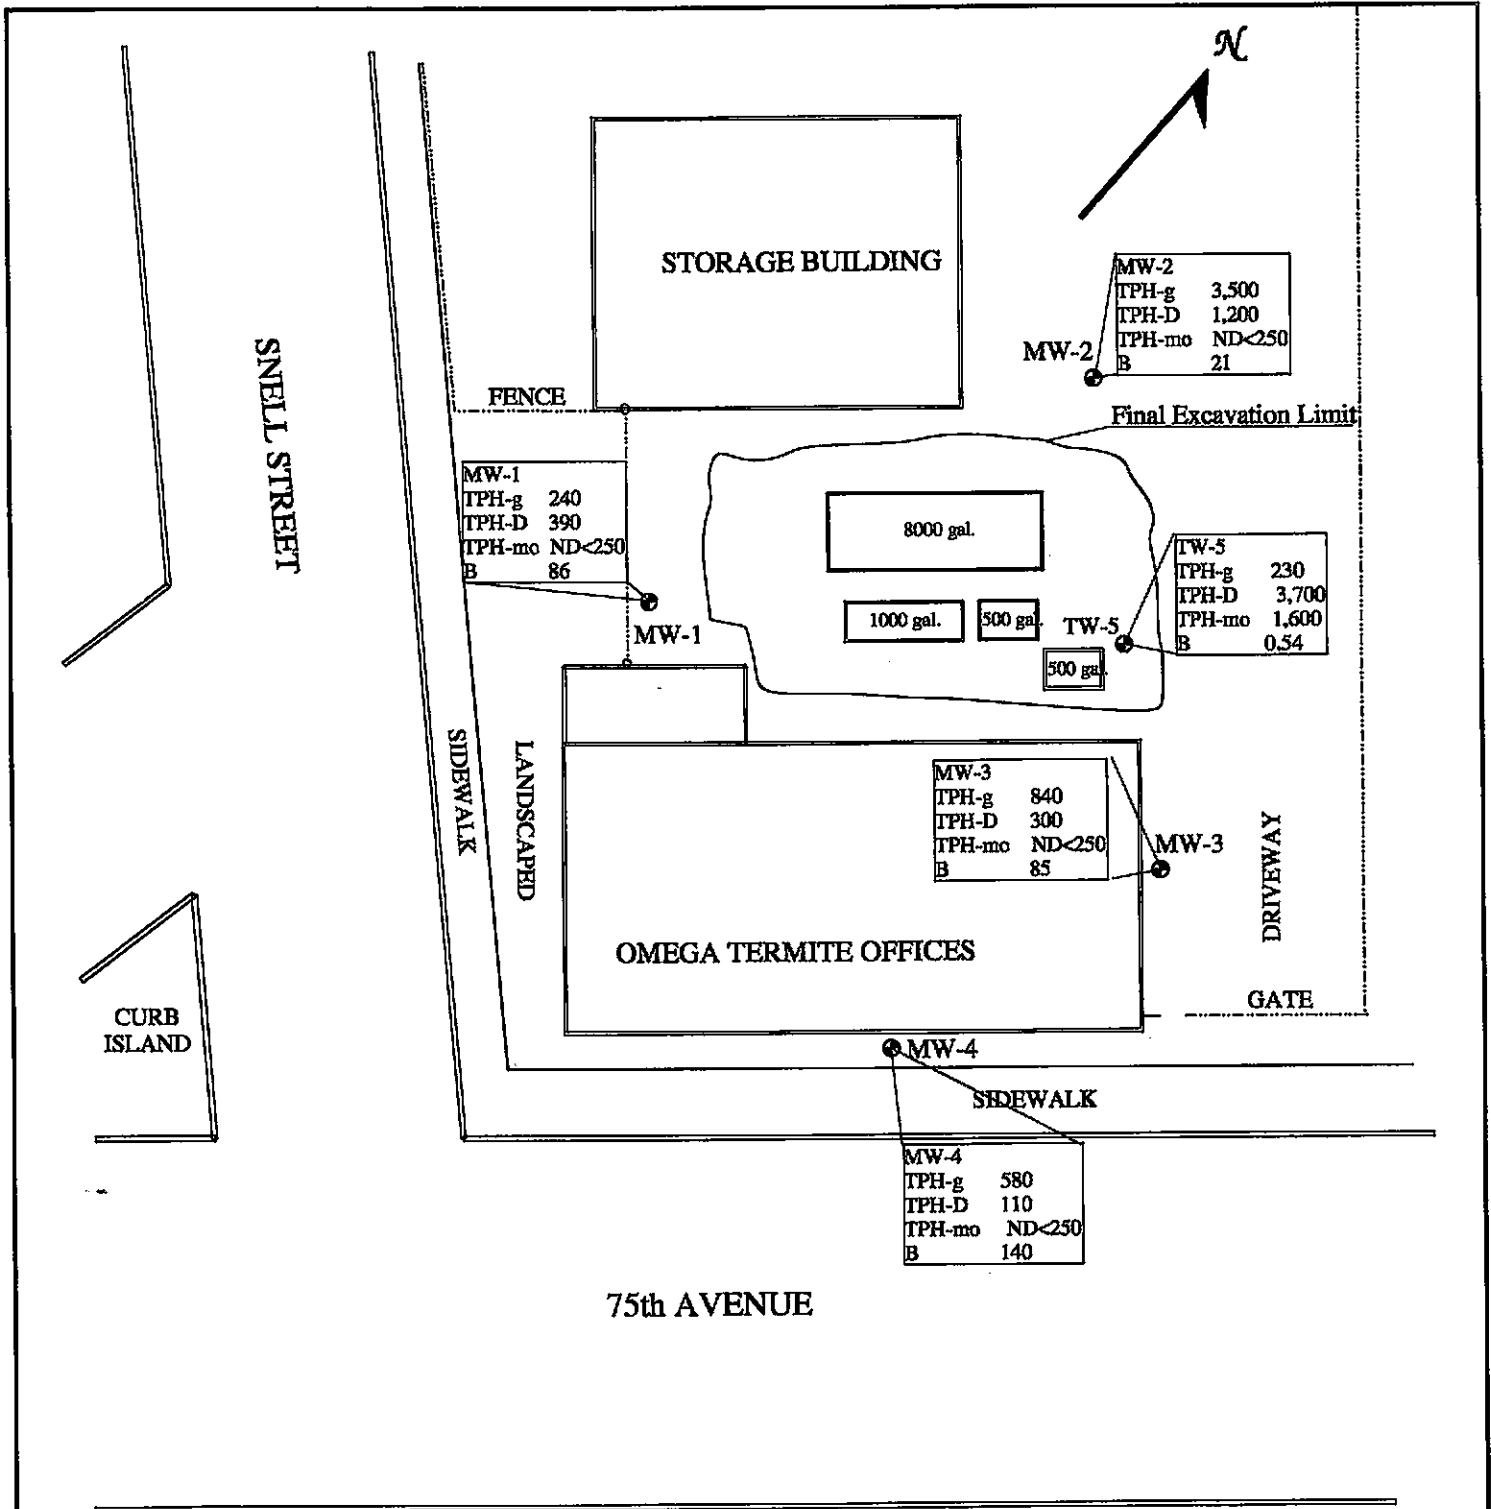 N
STORAGE BUILDING
MW-2
TPH-g 3,500
TPH-D 1,200
TPH-mo ND<250
B 21
MW-2
SNELL STREET
FENCE
Final Excavation Limit
MW-1
TPH-g 240
TPH-D 390
TPH-mo ND<250
B 86
MW-1
8000 gal.
1000 gal.
500 gal.
500 gal.
TW-5
TW-5
TPH-g 230
TPH-D 3,700
TPH-mo 1,600
B 0.54
SIDEWALK
LANDSCAPED
MW-3
TPH-g 840
TPH-D 300
TPH-mo ND<250
B 85
MW-3
DRIVEWAY
OMEGA TERMITE OFFICES
GATE
CURB
ISLAND
MW-4
SIDEWALK
MW-4
TPH-g 580
TPH-D 110
TPH-mo ND<250
B 140
75th AVENUE